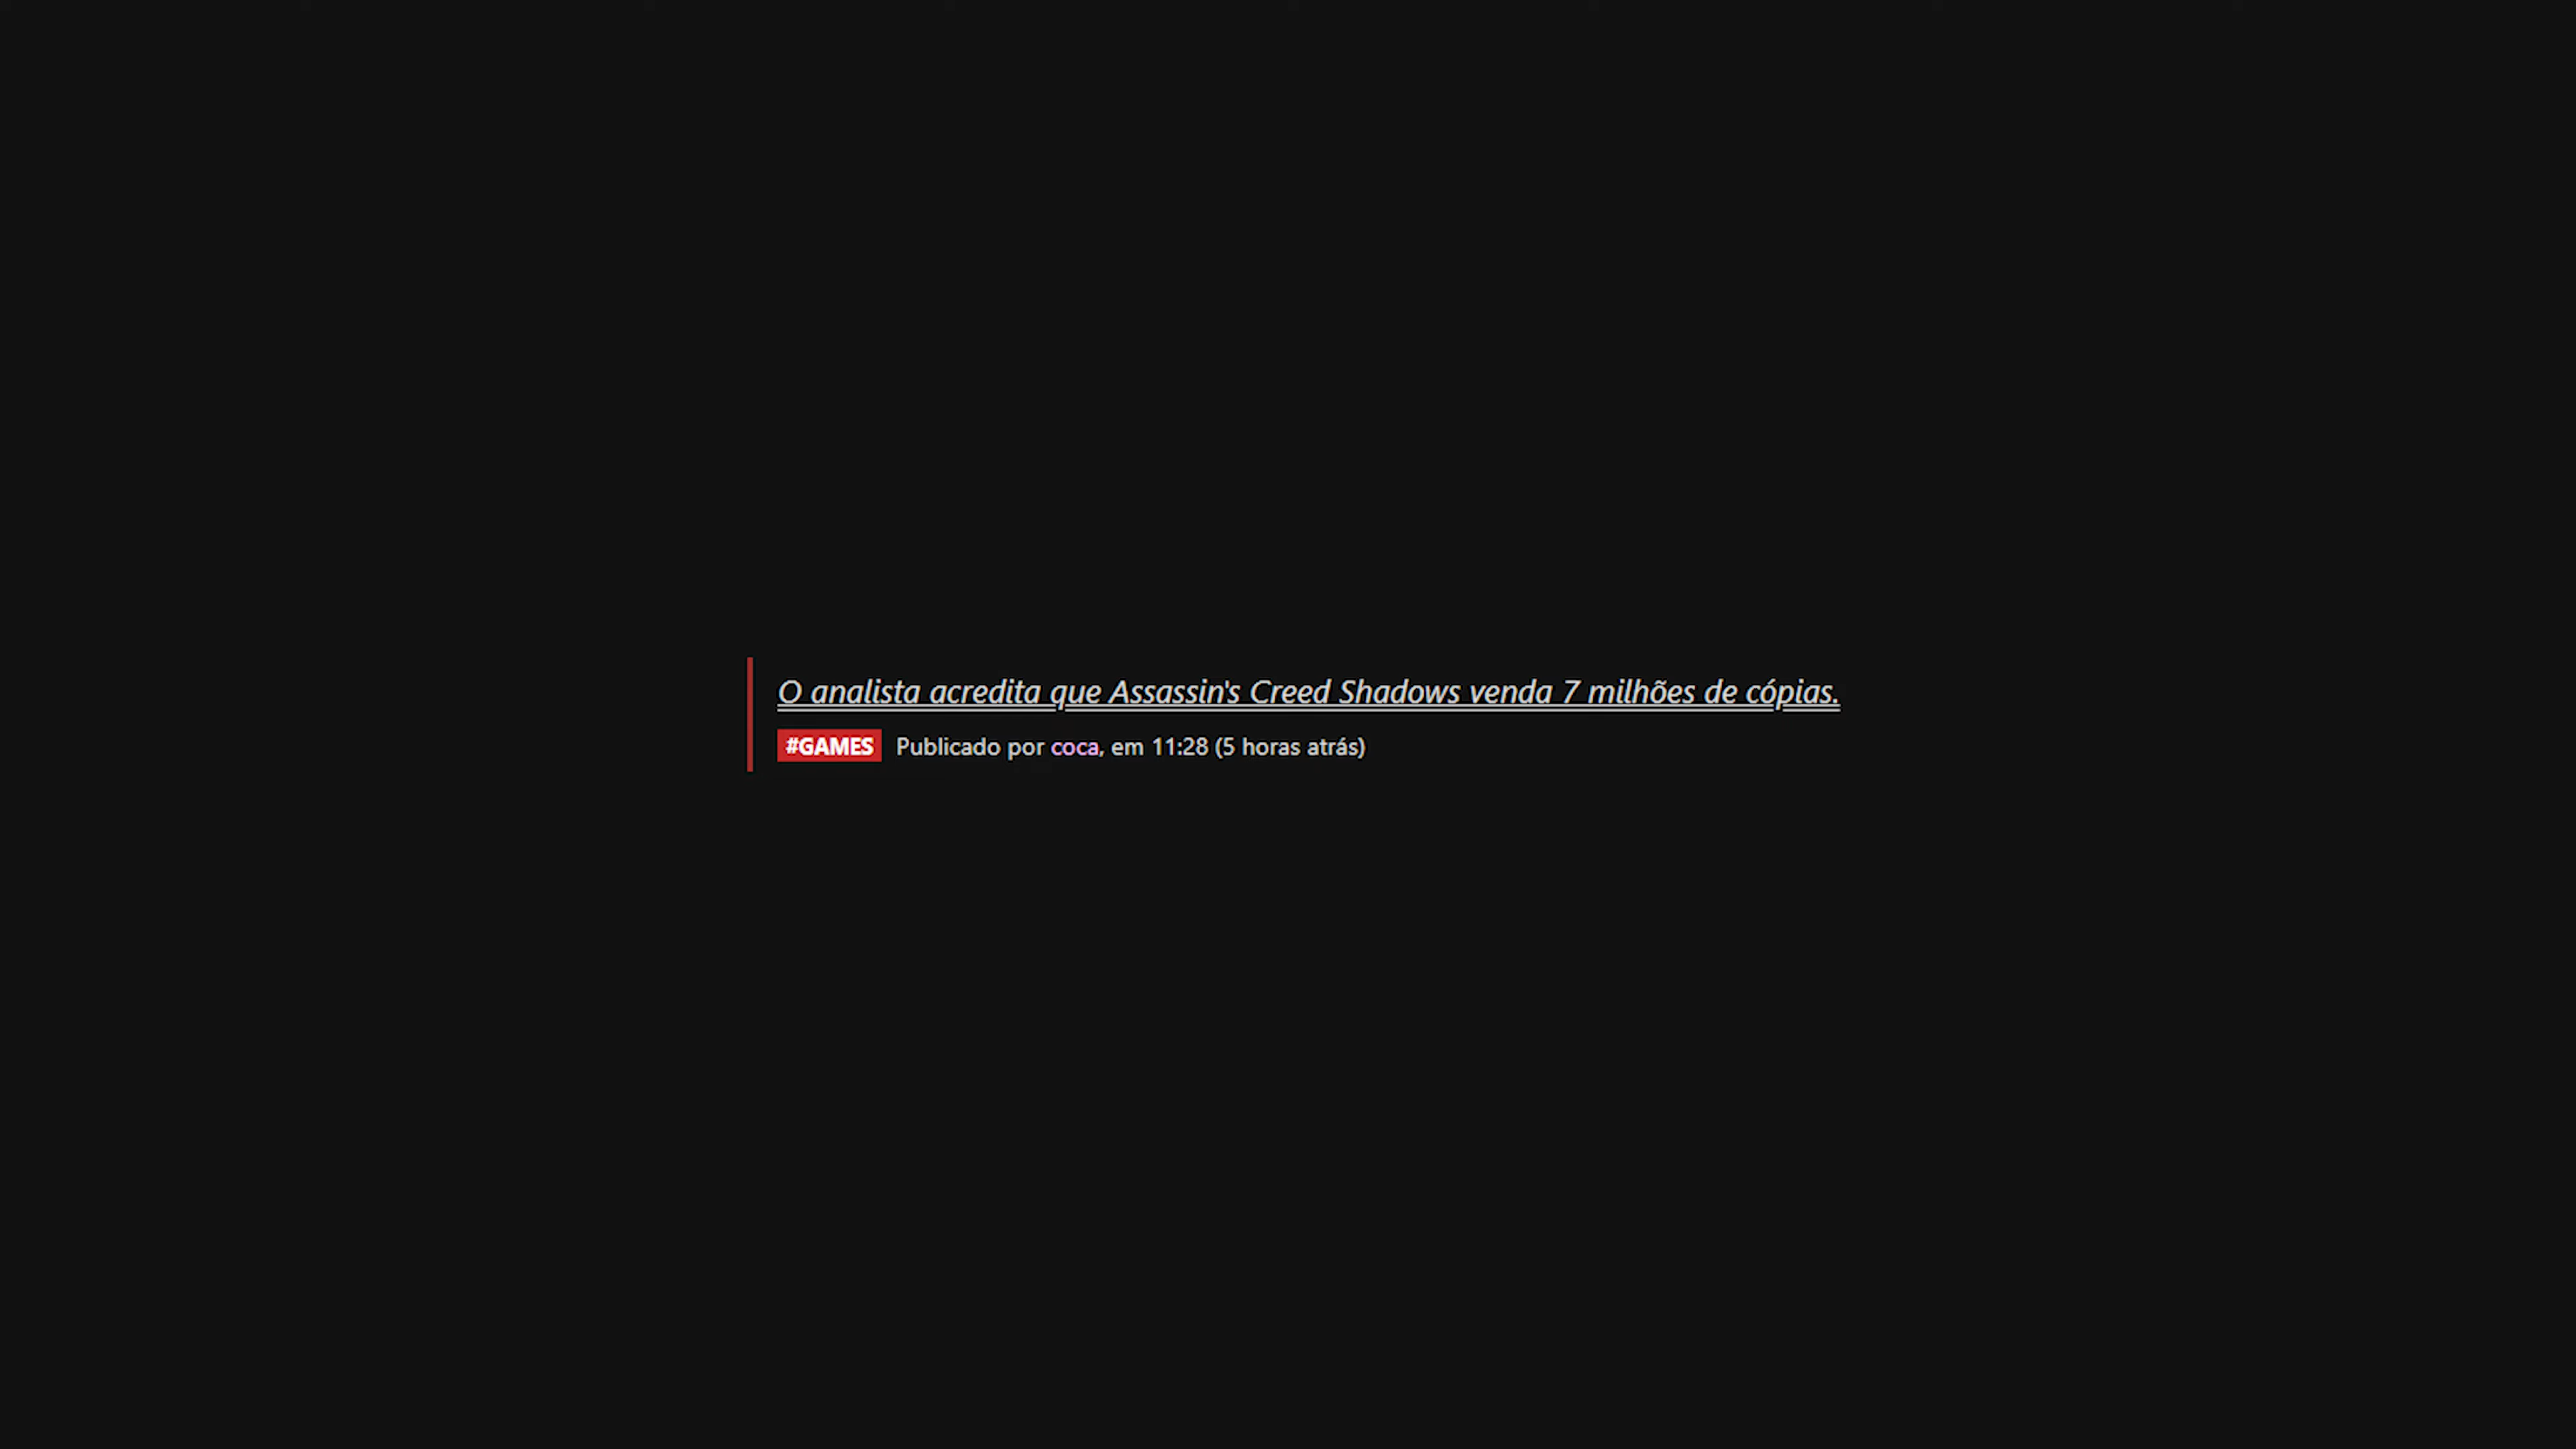 O analista acredita que Assassin's Creed Shadows venda 7 milhões de cópias.
#GAMES Publicado por coca, em 11:28 (5 horas atrás)